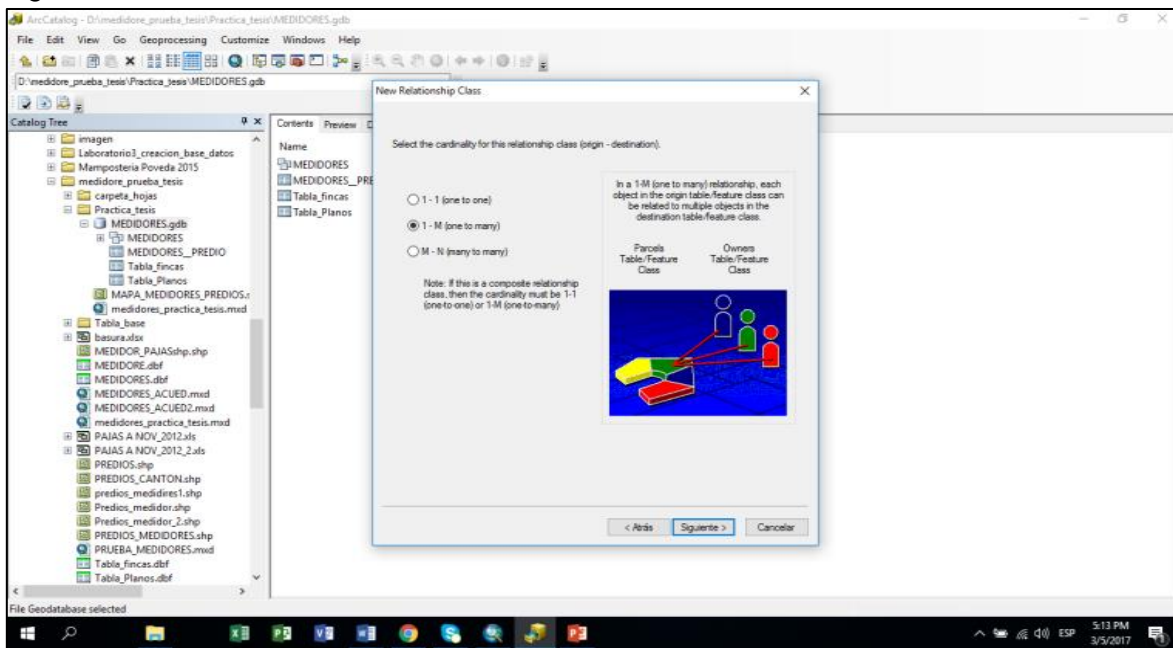 ArcCatalog - D:\medidore_prueba_tesis\Practica_tesis\MEDIDORES.gdb
File Edit View Go Geoprocessing Customize Windows Help
D:\medidore_prueba_tesis\Practica_tesis\MEDIDORES.gdb
Catalog Tree
imagen
Laboratorio3_creacion_base_datos
Mamposteria Poveda 2015
medidore_prueba_tesis
carpeta_hojas
Practica_tesis
MEDIDORES.gdb
MEDIDORES
MEDIDORES__PREDIO
Tabla_fincas
Tabla_Planos
MAPA_MEDIDORES_PREDIOS.
medidores_practica_tesis.mxd
Tabla_base
basura.xlsx
MEDIDOR_PAJASshp.shp
MEDIDORE.dbf
MEDIDORES.dbf
MEDIDORES_ACUED.mxd
MEDIDORES_ACUED2.mxd
medidores_practica_tesis.mxd
PAJAS A NOV_2012.xls
PAJAS A NOV_2012_2.xls
PREDIOS.shp
PREDIOS_CANTON.shp
predios_medidires1.shp
Predios_medidor.shp
Predios_medidor_2.shp
PREDIOS_MEDIDORES.shp
PRUEBA_MEDIDORES.mxd
Tabla_fincas.dbf
Tabla_Planos.dbf
Contents Preview D
Name
MEDIDORES
MEDIDORES__PRE
Tabla_fincas
Tabla_Planos
New Relationship Class
Select the cardinality for this relationship class (origin - destination).
1 - 1 (one to one)
1 - M (one to many)
M - N (many to many)
Note: If this is a composite relationship
class, then the cardinality must be 1-1
(one-to-one) or 1-M (one-to-many)
In a 1-M (one to many) relationship, each
object in the origin table/feature class can
be related to multiple objects in the
destination table/feature class.
Parcels Owners
Table/Feature Table/Feature
Class Class
< Atrás Siguiente > Cancelar
File Geodatabase selected
ESP
5:13 PM
3/5/2017